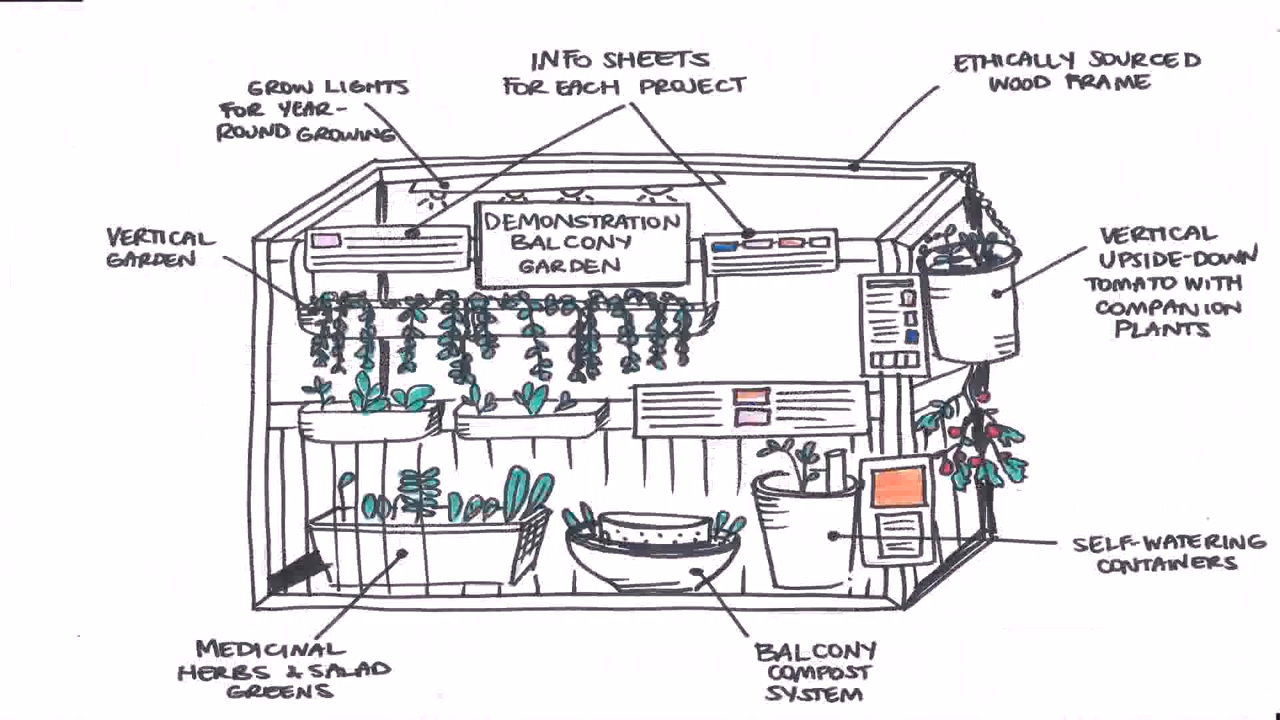 INFO SHEETS
FOR EACH PROJECT
ETHICALLY SOURCED
WOOD FRAME
GROW LIGHTS
FOR YEAR-
ROUND GROWING
VERTICAL
GARDEN
DEMONSTRATION
BALCONY
GARDEN
VERTICAL
UPSIDE-DOWN
TOMATO WITH
COMPANION
PLANTS
SELF-WATERING
CONTAINERS
MEDICINAL
HERBS & SALAD
GREENS
BALCONY
COMPOST
SYSTEM